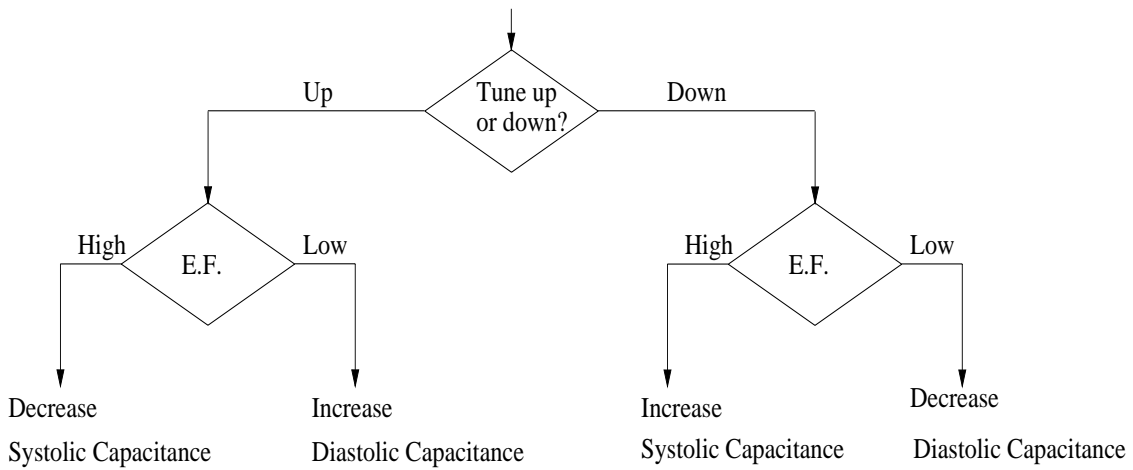 Up
Tune up
or down?
Down
High
E.F.
Low
High
E.F.
Low
Decrease
Systolic Capacitance
Increase
Diastolic Capacitance
Increase
Systolic Capacitance
Decrease
Diastolic Capacitance